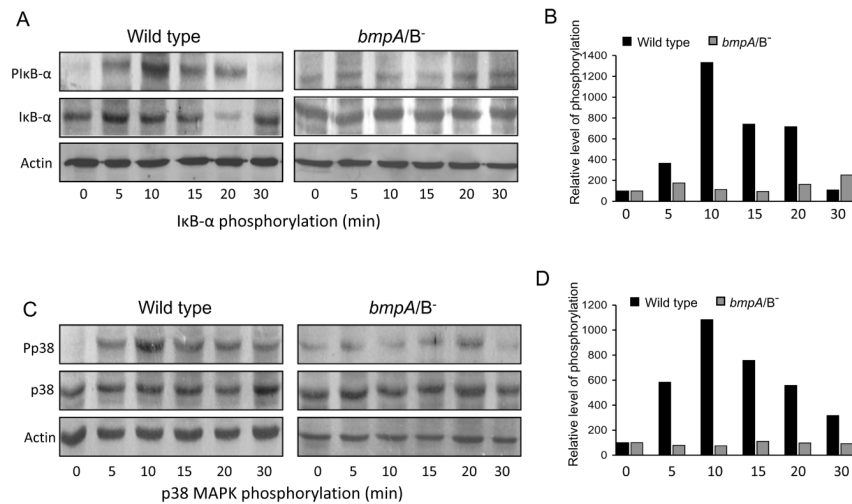 A
Wild type
bmpA/B⁻
PIκB-α
IκB-α
Actin
0 5 10 15 20 30 0 5 10 15 20 30
IκB-α phosphorylation (min)
B
Wild type bmpA/B⁻
Relative level of phosphorylation
1400
1200
1000
800
600
400
200
0
0 5 10 15 20 30
C
Wild type
bmpA/B⁻
Pp38
p38
Actin
0 5 10 15 20 30 0 5 10 15 20 30
p38 MAPK phosphorylation (min)
D
Wild type bmpA/B⁻
Relative level of phosphorylation
1200
1000
800
600
400
200
0
0 5 10 15 20 30